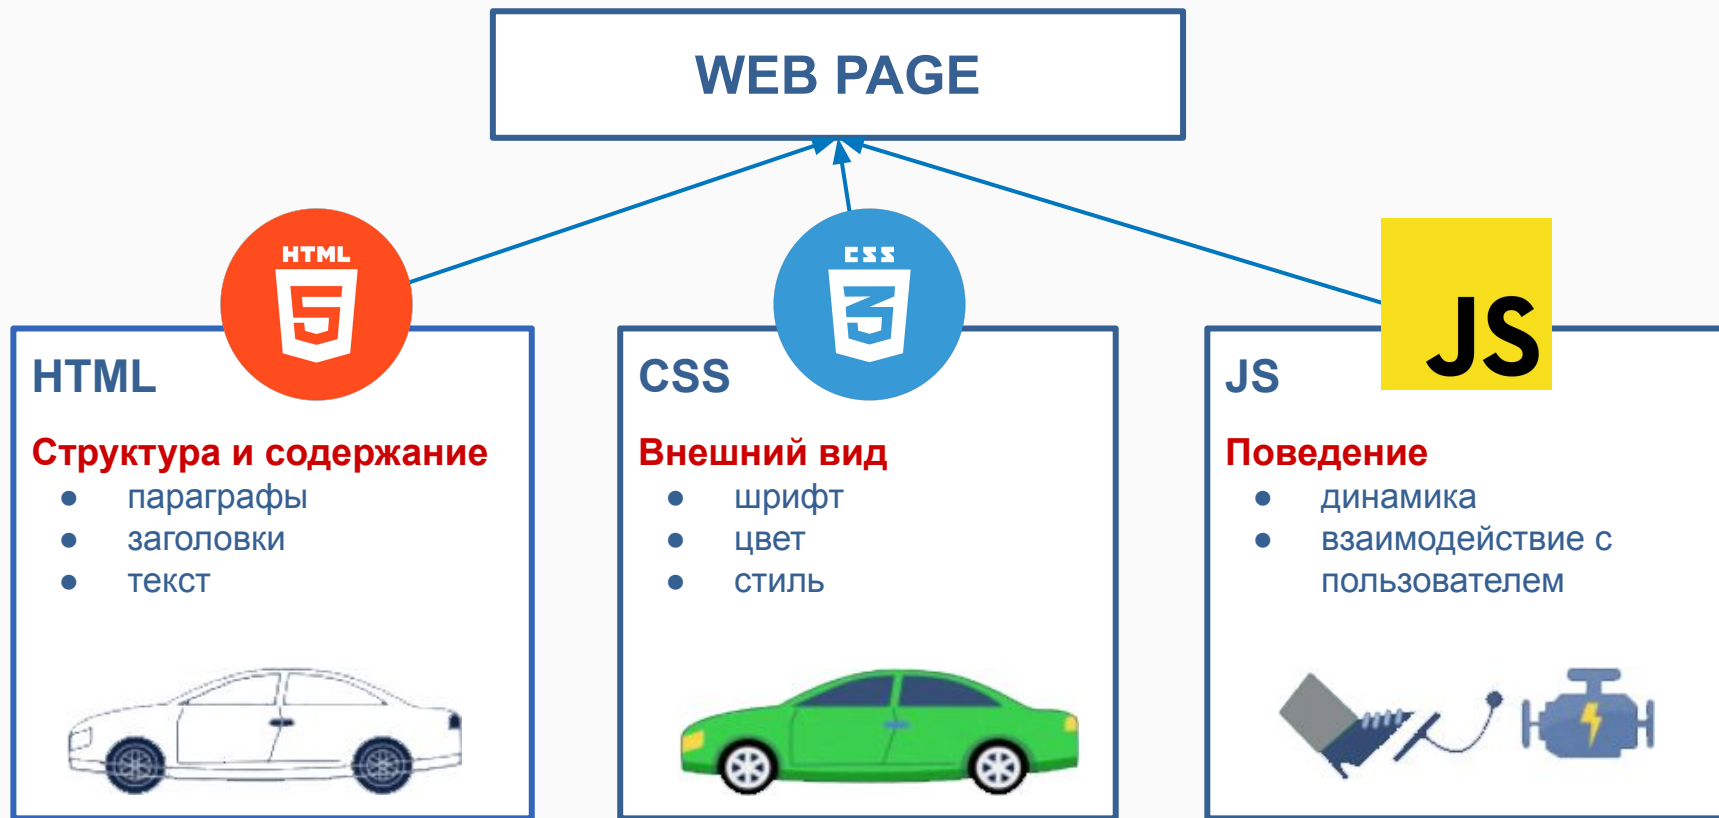 WEB PAGE
HTML
CSS
JS
HTML
Структура и содержание
● параграфы
● заголовки
● текст
CSS
Внешний вид
● шрифт
● цвет
● стиль
JS
Поведение
● динамика
● взаимодействие с
пользователем